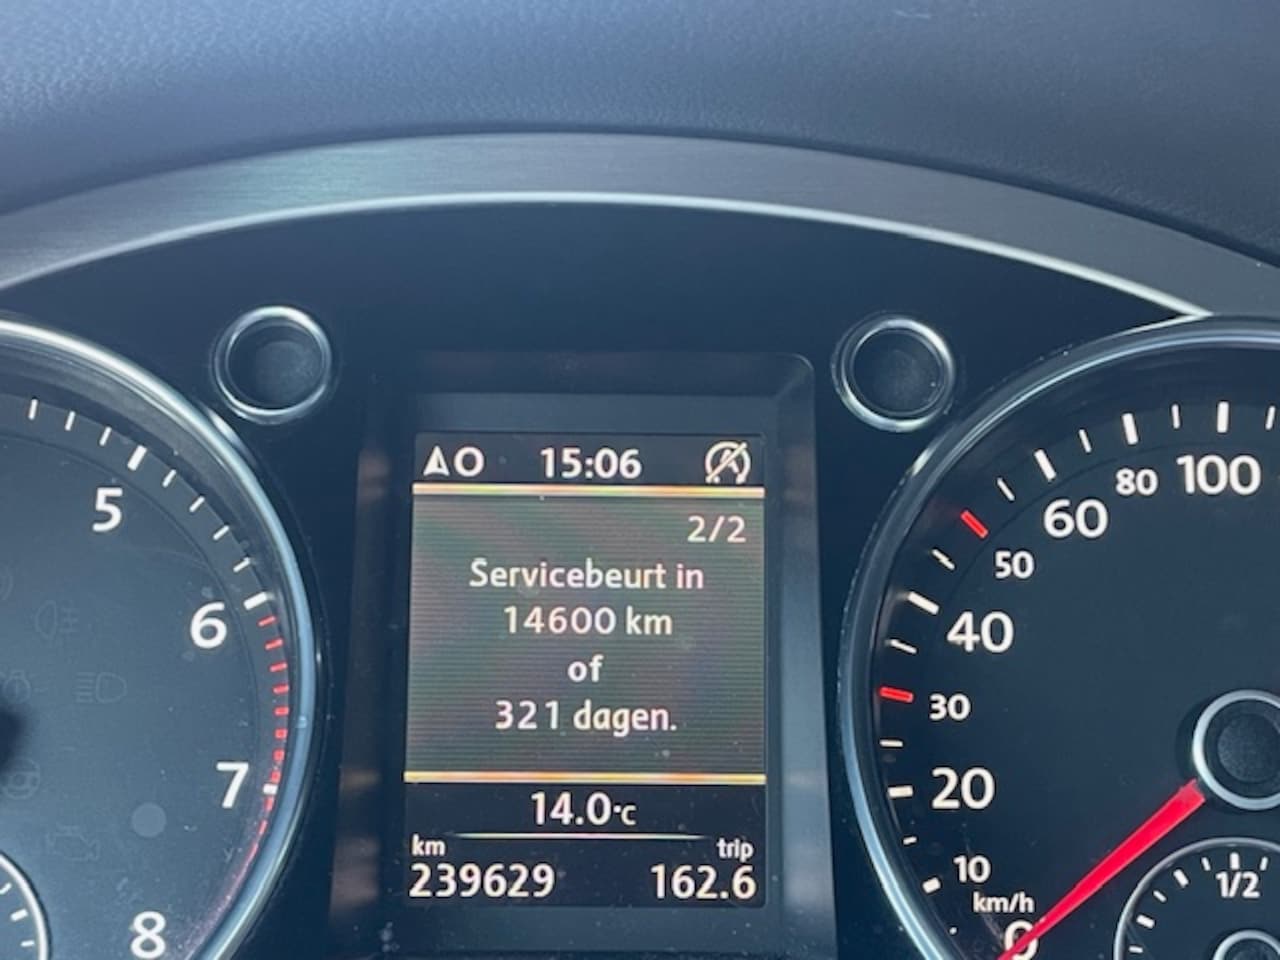 O 15:06
2/2
Servicebeurt in
14600 km
of
321 dagen.
14.0°C
km trip
239629 162.6
5
6
7
8
100
80
60
50
40
30
20
10
km/h
0
1/2